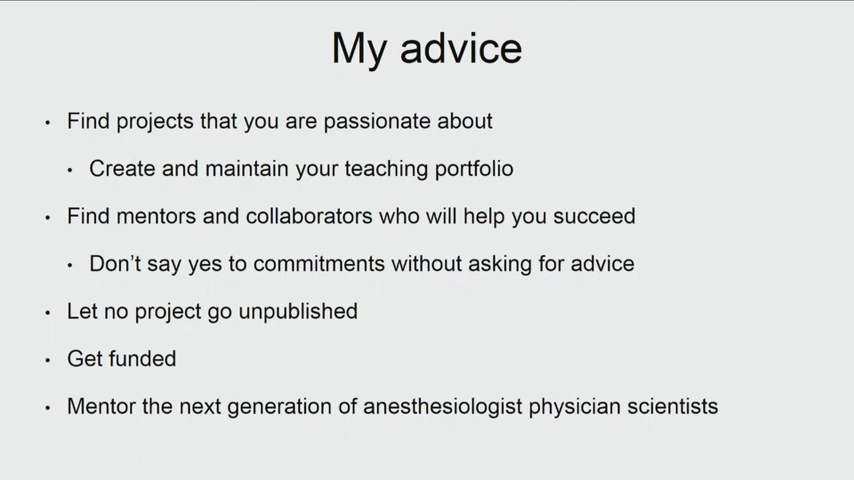 My advice
• Find projects that you are passionate about
• Create and maintain your teaching portfolio
• Find mentors and collaborators who will help you succeed
• Don’t say yes to commitments without asking for advice
• Let no project go unpublished
• Get funded
• Mentor the next generation of anesthesiologist physician scientists